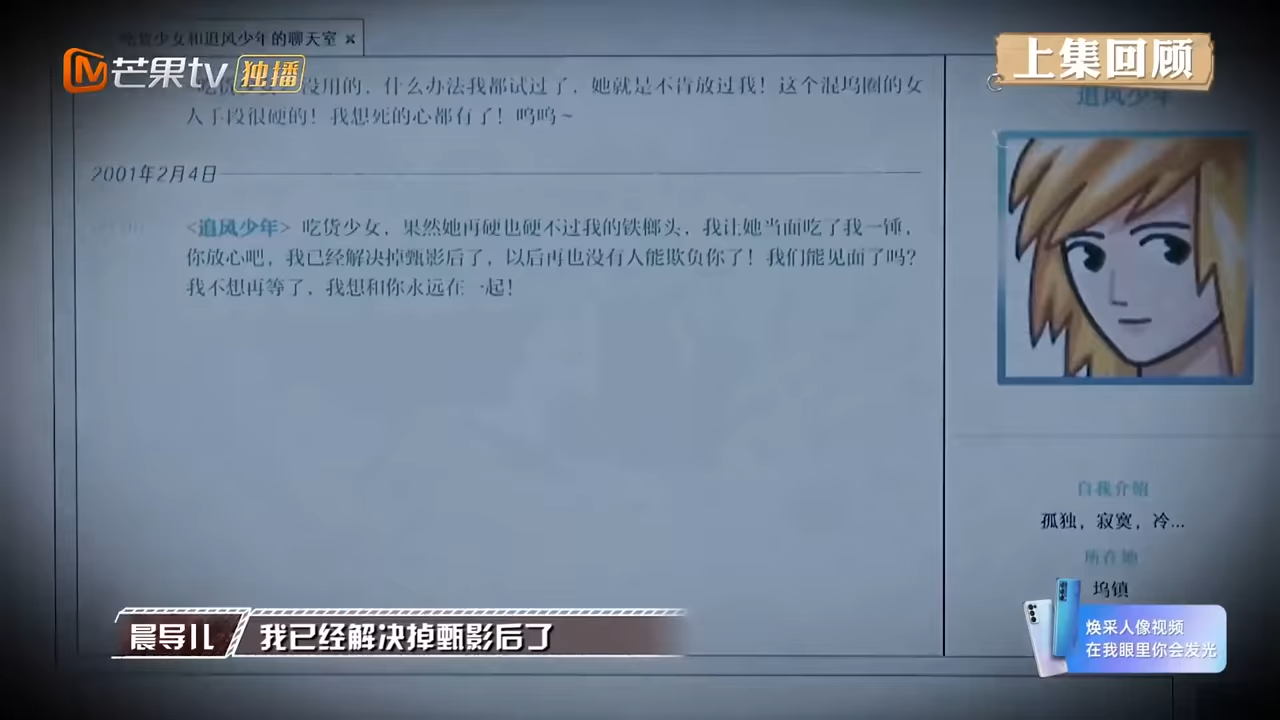 吃货少女和追风少年的聊天室 ×
芒果tv 独播
上集回顾
追风少年
没用的，什么办法我都试过了，她就是不肯放过我！这个混坞圈的女
人手段很硬的！我想死的心都有了！呜呜~
2001年2月4日
<追风少年> 吃货少女，果然她再硬也硬不过我的铁榔头，我让她当面吃了我一锤，
你放心吧，我已经解决掉甄影后了，以后再也没有人能欺负你了！我们能见面了吗？
我不想再等了，我想和你永远在一起！
自我介绍
孤独，寂寞，冷...
所在地
坞镇
晨导儿 我已经解决掉甄影后了
焕采人像视频
在我眼里你会发光